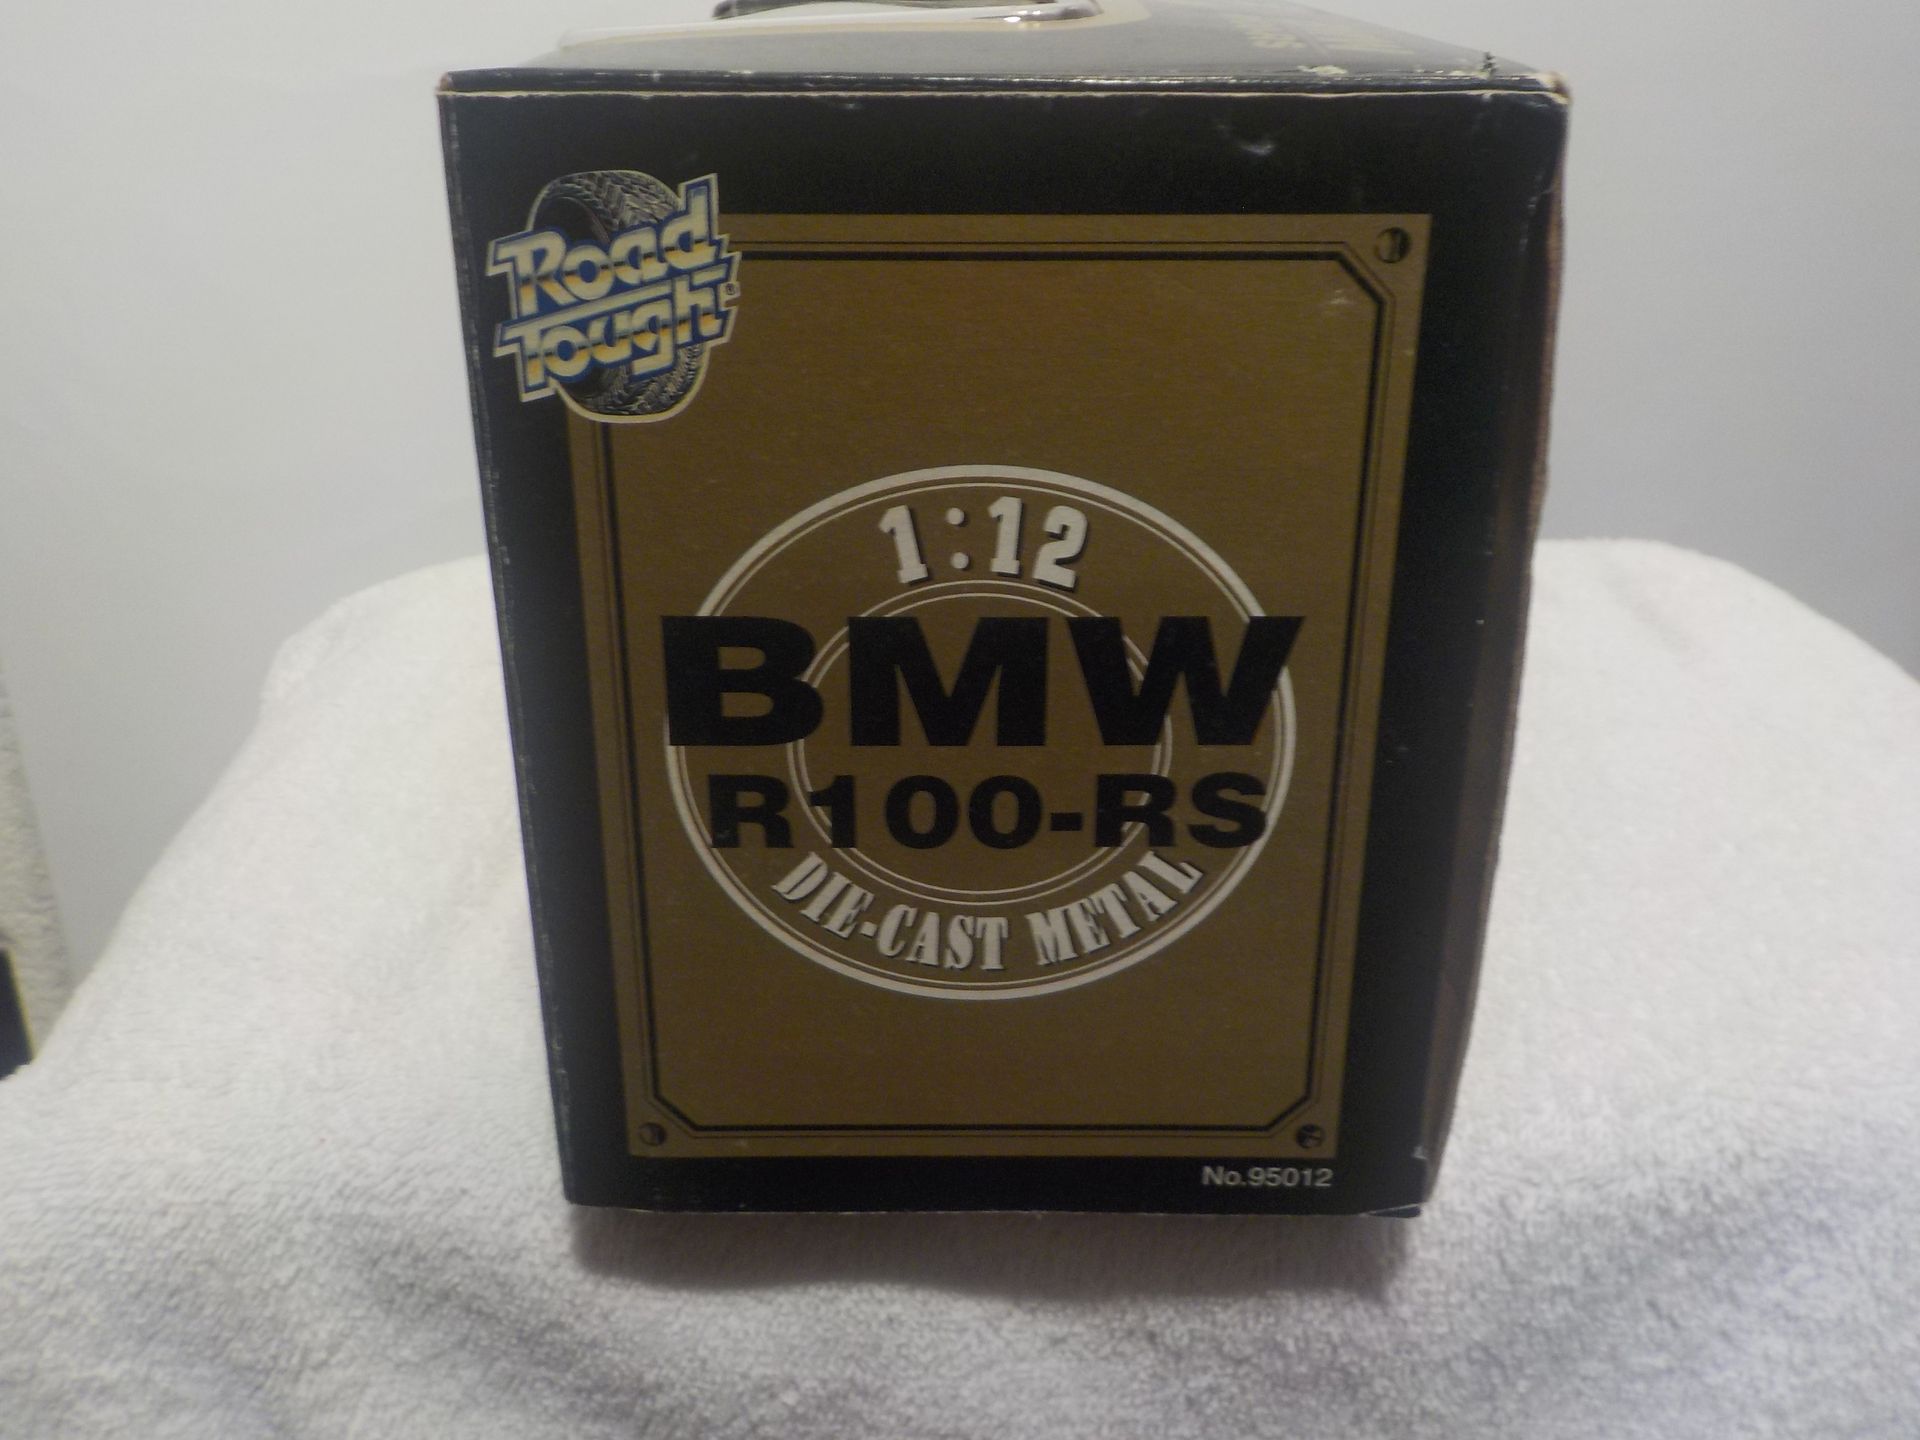 Road
Tough®
1:12
BMW
R100-RS
DIE-CAST METAL
No.95012